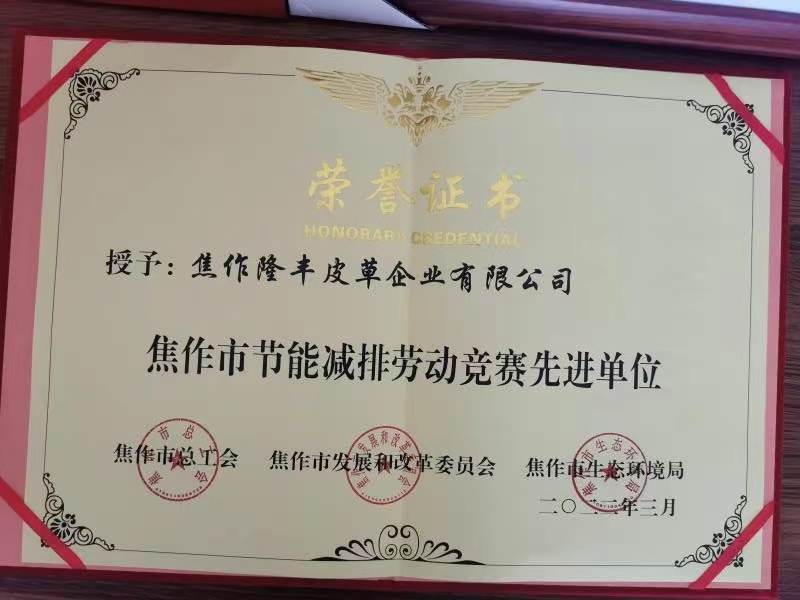 荣誉证书
HONORARY CREDENTIAL
授予：焦作隆丰皮草企业有限公司
焦作市节能减排劳动竞赛先进单位
焦作市总工会 焦作市发展和改革委员会 焦作市生态环境局
二〇二二年三月